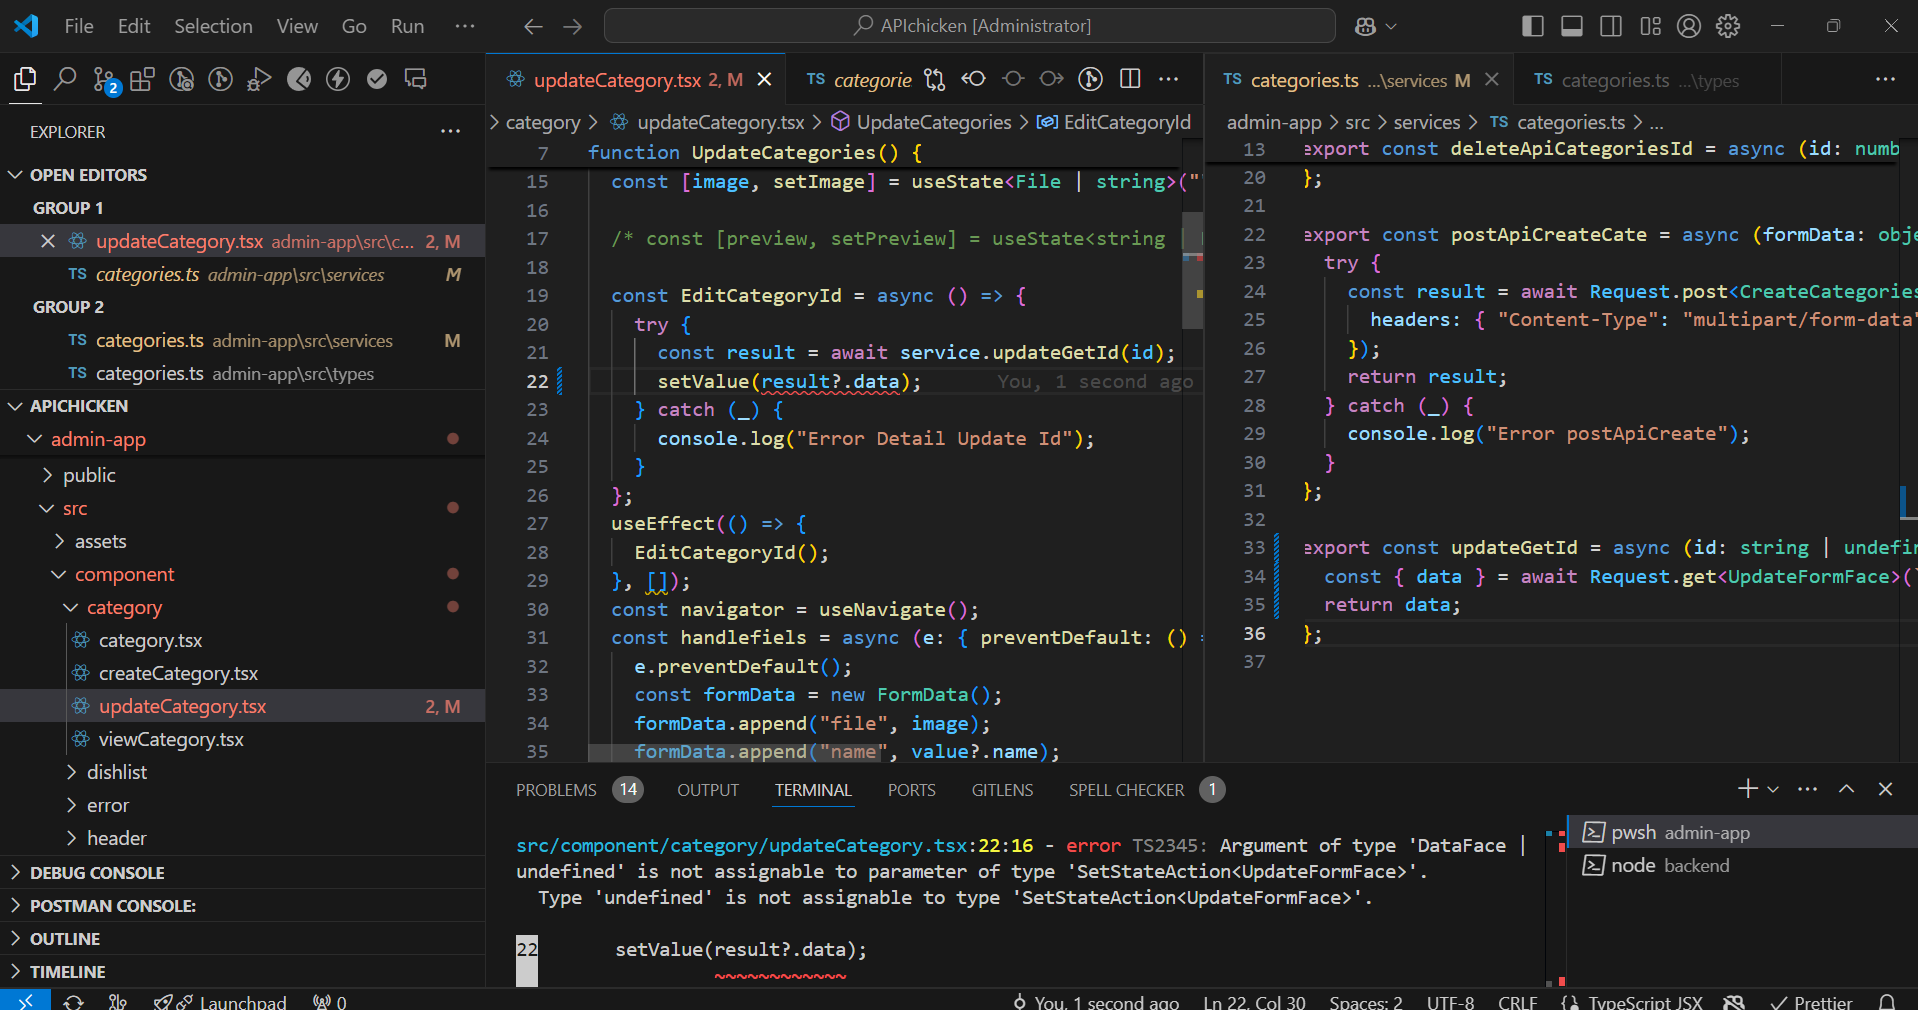 File Edit Selection View Go Run ··· APIchicken [Administrator]
2
updateCategory.tsx 2, M categorie
categories.ts ...\services M categories.ts ...\types
EXPLORER
OPEN EDITORS
GROUP 1
updateCategory.tsx admin-app\src\c... 2, M
TS categories.ts admin-app\src\services M
GROUP 2
TS categories.ts admin-app\src\services M
TS categories.ts admin-app\src\types
APICHICKEN
admin-app
public
src
assets
component
category
category.tsx
createCategory.tsx
updateCategory.tsx 2, M
viewCategory.tsx
dishlist
error
header
DEBUG CONSOLE
POSTMAN CONSOLE:
OUTLINE
TIMELINE
> category > updateCategory.tsx > UpdateCategories > EditCategoryId
7 function UpdateCategories() {
15 const [image, setImage] = useState<File | string>("
16
17 /* const [preview, setPreview] = useState<string |
18
19 const EditCategoryId = async () => {
20 try {
21 const result = await service.updateGetId(id);
22 setValue(result?.data); You, 1 second ago
23 } catch (_) {
24 console.log("Error Detail Update Id");
25 }
26 };
27 useEffect(() => {
28 EditCategoryId();
29 }, []);
30 const navigator = useNavigate();
31 const handlefiels = async (e: { preventDefault: ()
32 e.preventDefault();
33 const formData = new FormData();
34 formData.append("file", image);
35 formData.append("name", value?.name);
admin-app > src > services > TS categories.ts > ...
13 export const deleteApiCategoriesId = async (id: numb
20 };
21
22 export const postApiCreateCate = async (formData: obje
23 try {
24 const result = await Request.post<CreateCategories
25 headers: { "Content-Type": "multipart/form-data"
26 });
27 return result;
28 } catch (_) {
29 console.log("Error postApiCreate");
30 }
31 };
32
33 export const updateGetId = async (id: string | undefin
34 const { data } = await Request.get<UpdateFormFace>(`
35 return data;
36 };
37
PROBLEMS 14 OUTPUT TERMINAL PORTS GITLENS SPELL CHECKER 1
src/component/category/updateCategory.tsx:22:16 - error TS2345: Argument of type 'DataFace |
undefined' is not assignable to parameter of type 'SetStateAction<UpdateFormFace>'.
Type 'undefined' is not assignable to type 'SetStateAction<UpdateFormFace>'.
22 setValue(result?.data);
~~~~~~~~~~~~
pwsh admin-app
node backend
Launchpad 0 You, 1 second ago Ln 22, Col 30 Spaces: 2 UTF-8 CRLF {} TypeScript JSX Prettier